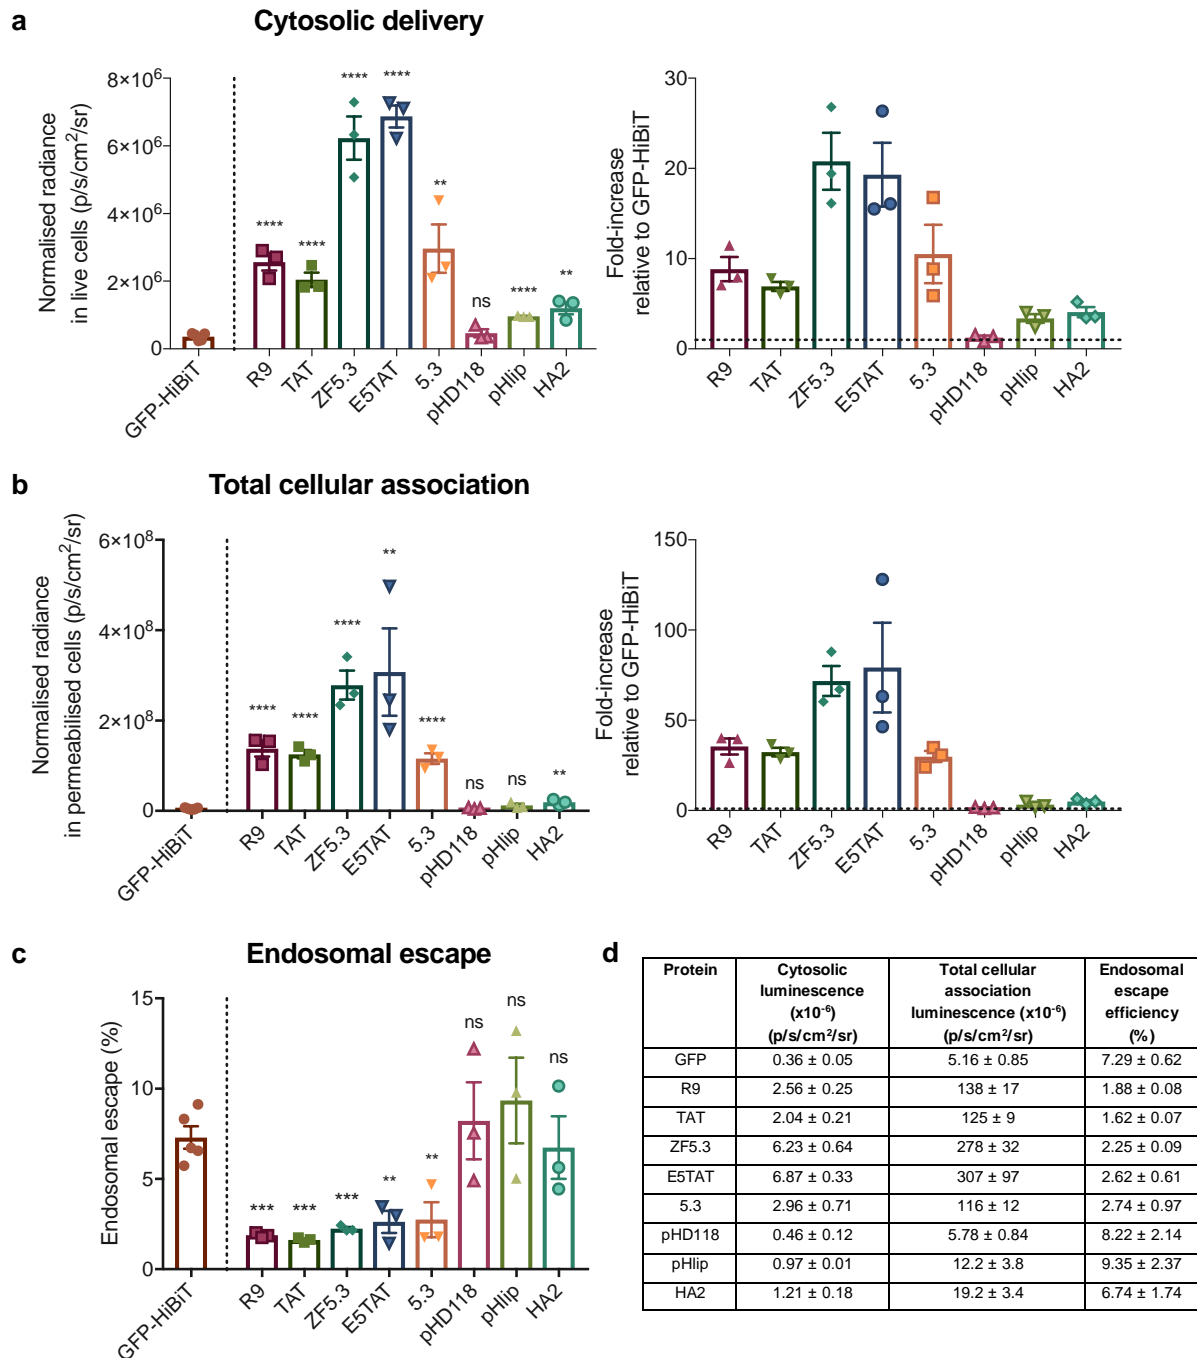 a
Cytosolic delivery
Normalised radiance
in live cells (p/s/cm²/sr)
8×10⁶
6×10⁶
4×10⁶
2×10⁶
0
****
****
****
****
**
ns
****
**
GFP-HiBiT
R9
TAT
ZF5.3
E5TAT
5.3
pHD118
pHlip
HA2
Fold-increase
relative to GFP-HiBiT
30
20
10
0
R9
TAT
ZF5.3
E5TAT
5.3
pHD118
pHlip
HA2
b
Total cellular association
Normalised radiance
in permeabilised cells (p/s/cm²/sr)
6×10⁸
4×10⁸
2×10⁸
0
****
****
****
**
****
ns
ns
**
GFP-HiBiT
R9
TAT
ZF5.3
E5TAT
5.3
pHD118
pHlip
HA2
Fold-increase
relative to GFP-HiBiT
150
100
50
0
R9
TAT
ZF5.3
E5TAT
5.3
pHD118
pHlip
HA2
c
Endosomal escape
Endosomal escape (%)
15
10
5
0
***
***
***
**
**
ns
ns
ns
GFP-HiBiT
R9
TAT
ZF5.3
E5TAT
5.3
pHD118
pHlip
HA2
d
Protein
Cytosolic
luminescence
(x10⁻⁶)
(p/s/cm²/sr)
Total cellular
association
luminescence (x10⁻⁶)
(p/s/cm²/sr)
Endosomal
escape
efficiency
(%)
GFP 0.36 ± 0.05 5.16 ± 0.85 7.29 ± 0.62
R9 2.56 ± 0.25 138 ± 17 1.88 ± 0.08
TAT 2.04 ± 0.21 125 ± 9 1.62 ± 0.07
ZF5.3 6.23 ± 0.64 278 ± 32 2.25 ± 0.09
E5TAT 6.87 ± 0.33 307 ± 97 2.62 ± 0.61
5.3 2.96 ± 0.71 116 ± 12 2.74 ± 0.97
pHD118 0.46 ± 0.12 5.78 ± 0.84 8.22 ± 2.14
pHlip 0.97 ± 0.01 12.2 ± 3.8 9.35 ± 2.37
HA2 1.21 ± 0.18 19.2 ± 3.4 6.74 ± 1.74